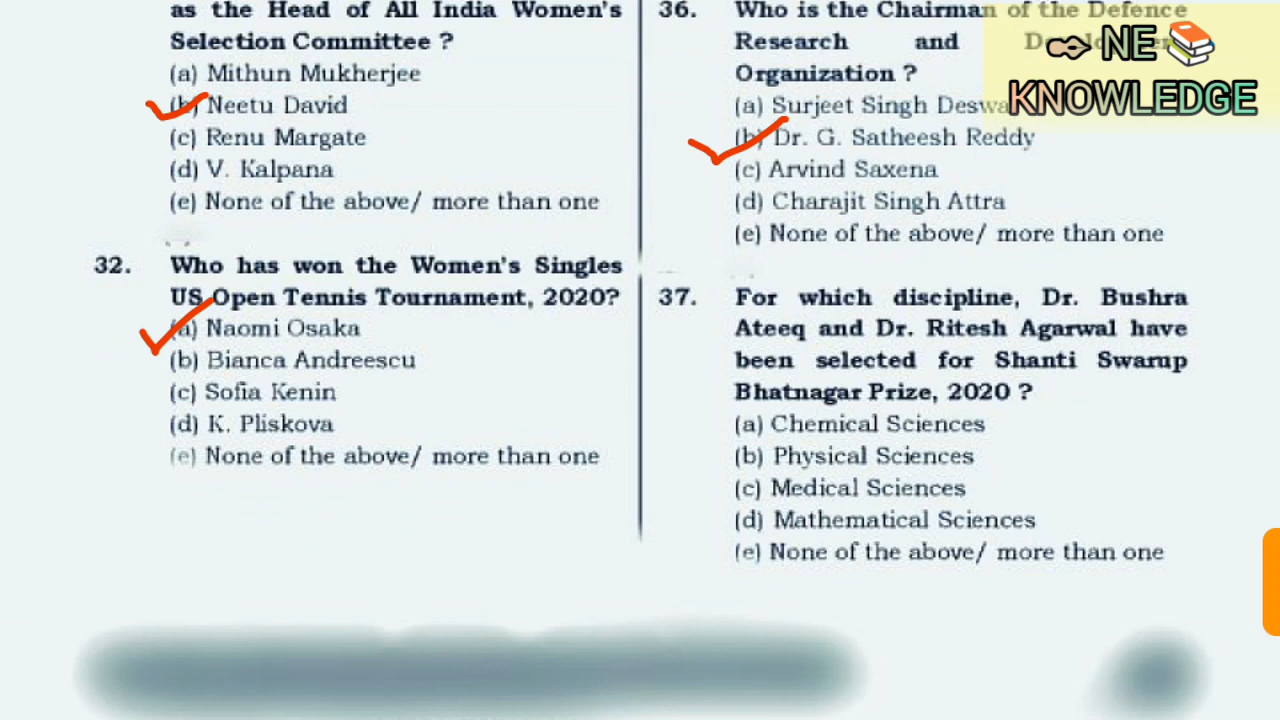 as the Head of All India Women's
Selection Committee ?
(a) Mithun Mukherjee
(b) Neetu David
(c) Renu Margate
(d) V. Kalpana
(e) None of the above/ more than one
32. Who has won the Women's Singles
US Open Tennis Tournament, 2020?
(a) Naomi Osaka
(b) Bianca Andreescu
(c) Sofia Kenin
(d) K. Pliskova
(e) None of the above/ more than one
36. Who is the Chairman of the Defence
Research and
Organization ?
(a) Surjeet Singh
(b) Dr. G. Satheesh Reddy
(c) Arvind Saxena
(d) Charajit Singh Attra
(e) None of the above/ more than one
37. For which discipline, Dr. Bushra
Ateeq and Dr. Ritesh Agarwal have
been selected for Shanti Swarup
Bhatnagar Prize, 2020 ?
(a) Chemical Sciences
(b) Physical Sciences
(c) Medical Sciences
(d) Mathematical Sciences
(e) None of the above/ more than one
NE
KNOWLEDGE